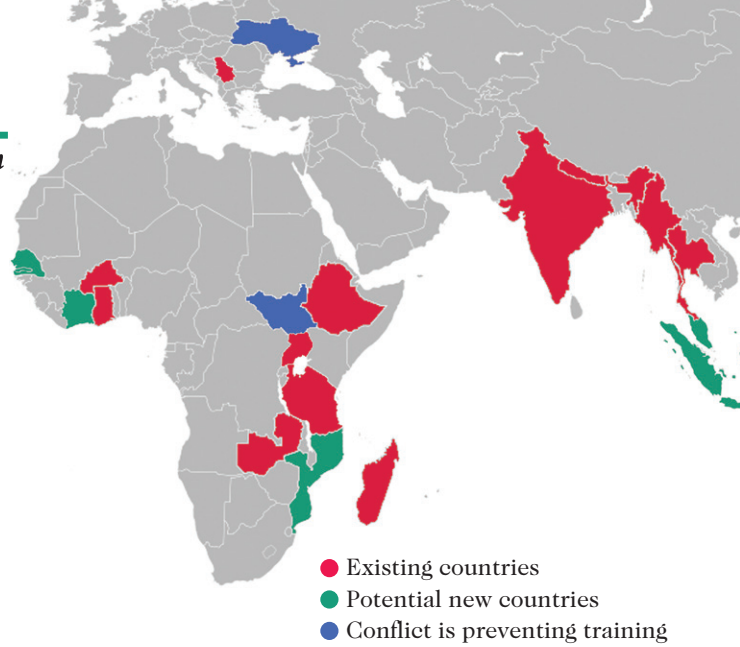 Existing countries
Potential new countries
Conflict is preventing training